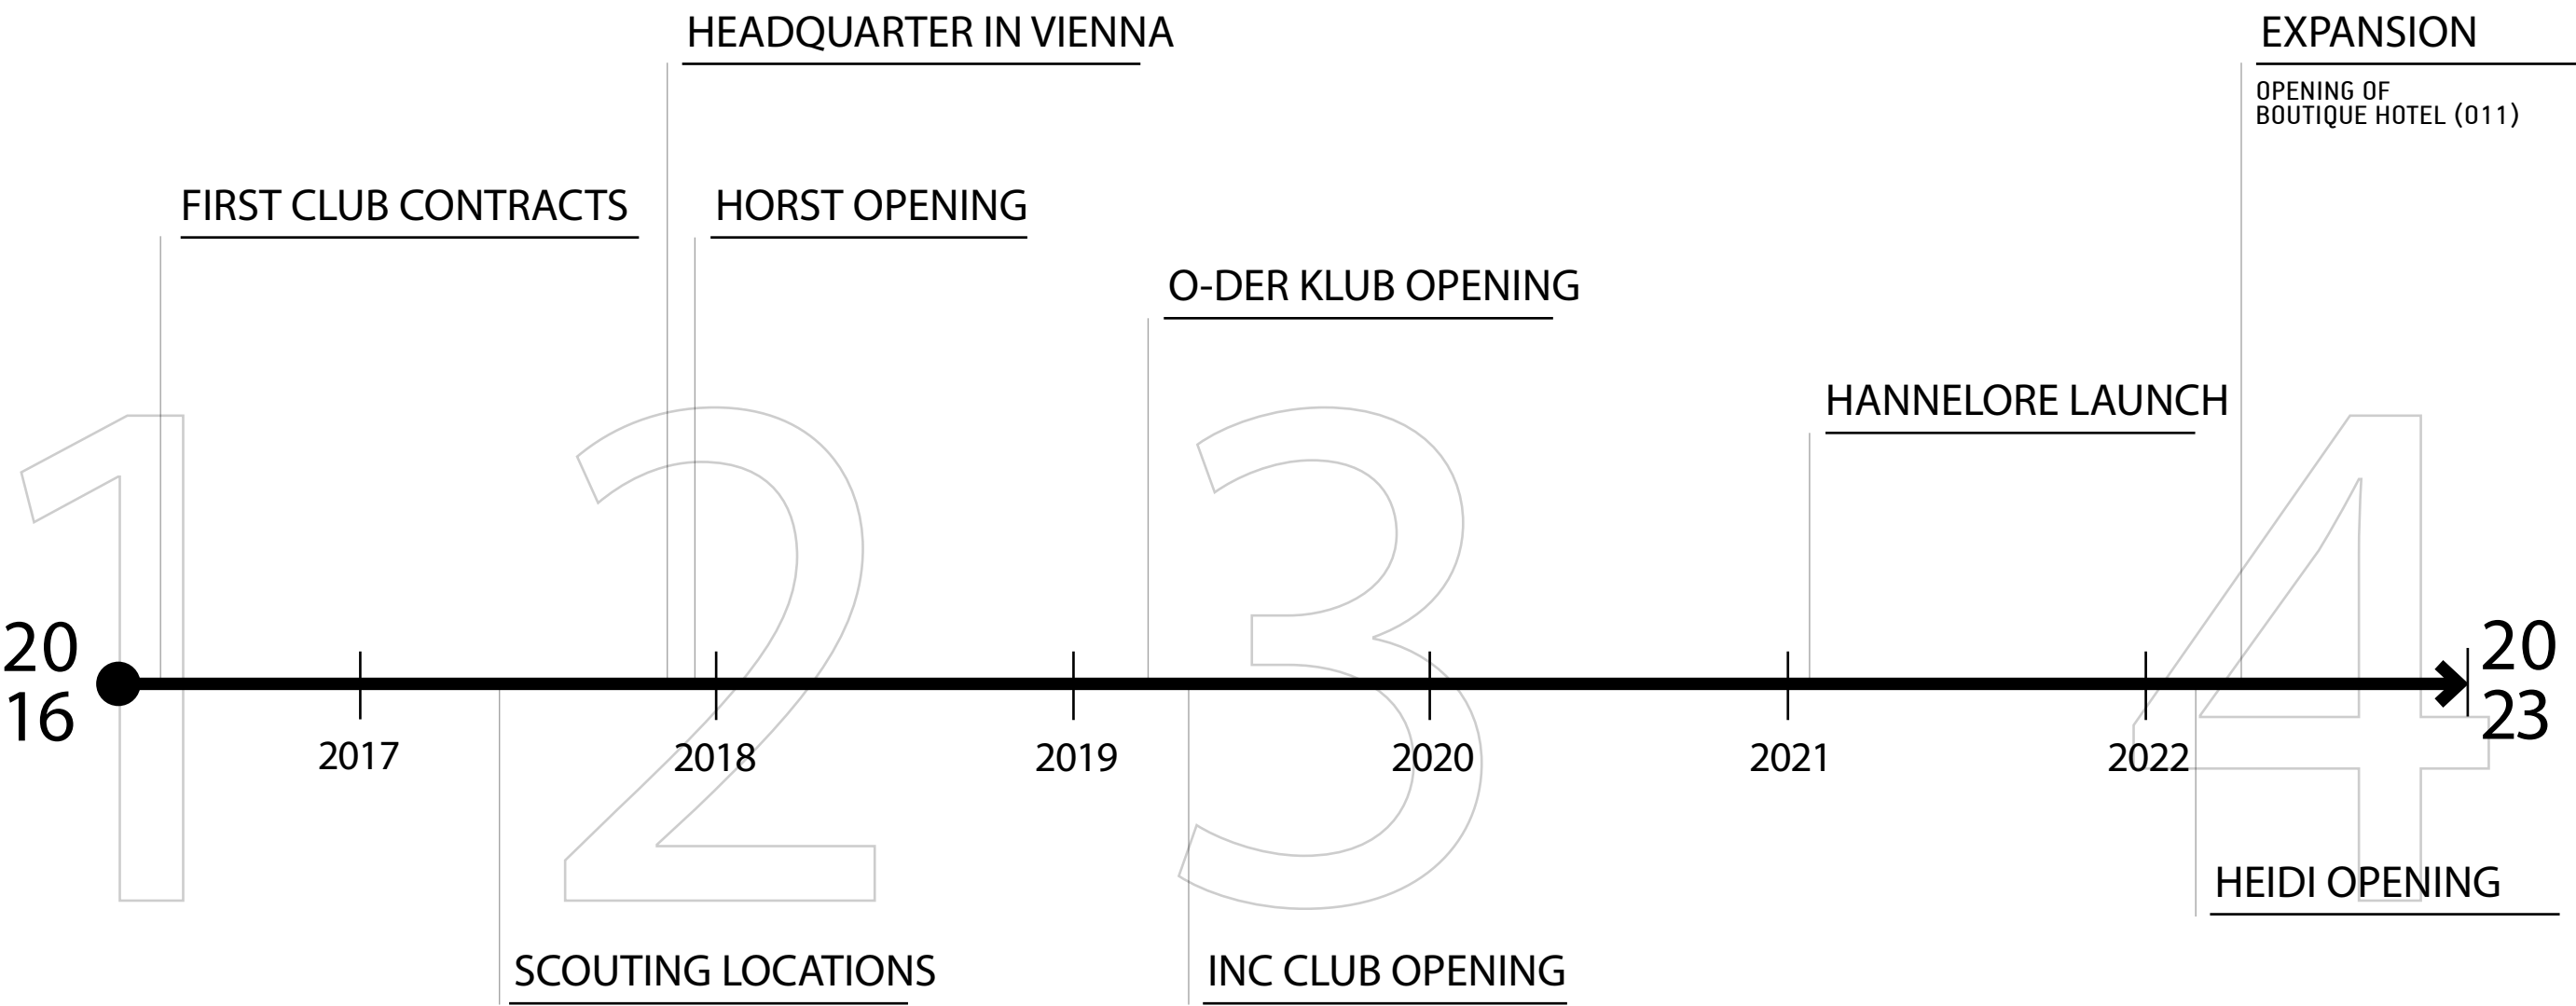 HEADQUARTER IN VIENNA
EXPANSION
OPENING OF
BOUTIQUE HOTEL (011)
FIRST CLUB CONTRACTS
HORST OPENING
O-DER KLUB OPENING
HANNELORE LAUNCH
1
2
3
4
20
16
20
23
2017
2018
2019
2020
2021
2022
HEIDI OPENING
SCOUTING LOCATIONS
INC CLUB OPENING